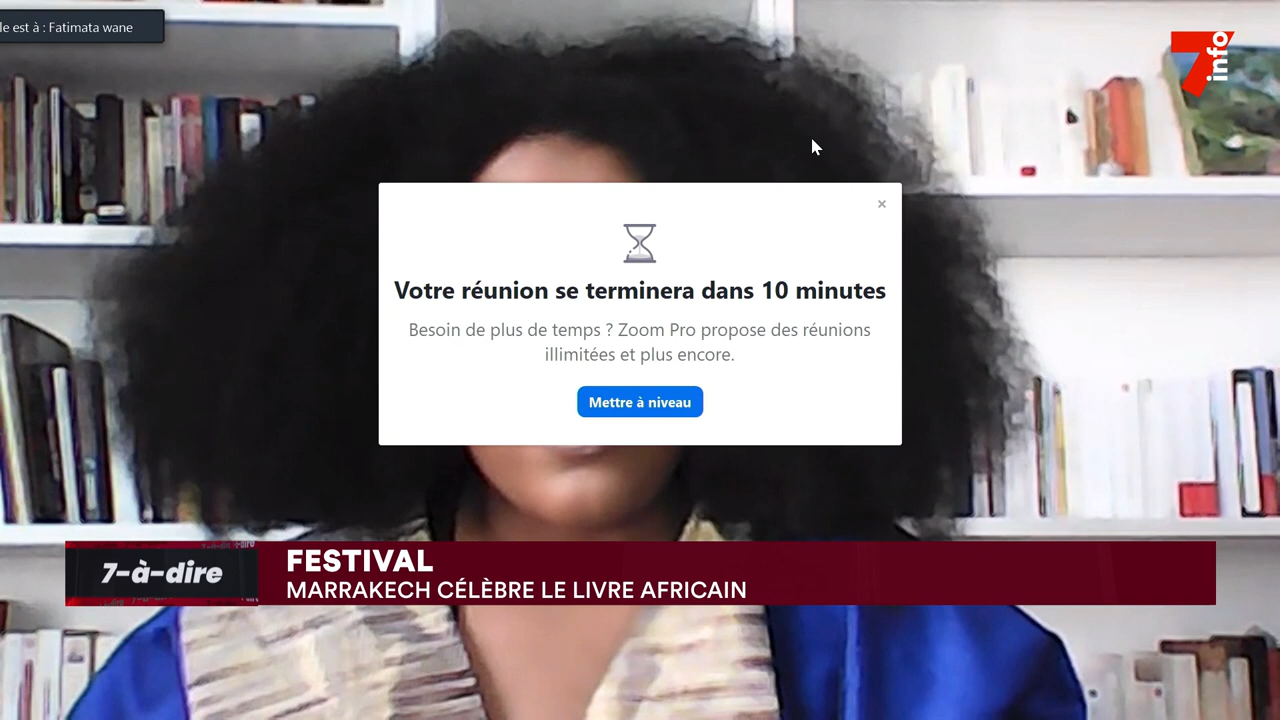 le est à : Fatimata wane
7 info
×
Votre réunion se terminera dans 10 minutes
Besoin de plus de temps ? Zoom Pro propose des réunions
illimitées et plus encore.
Mettre à niveau
7-à-dire
FESTIVAL
MARRAKECH CÉLÈBRE LE LIVRE AFRICAIN